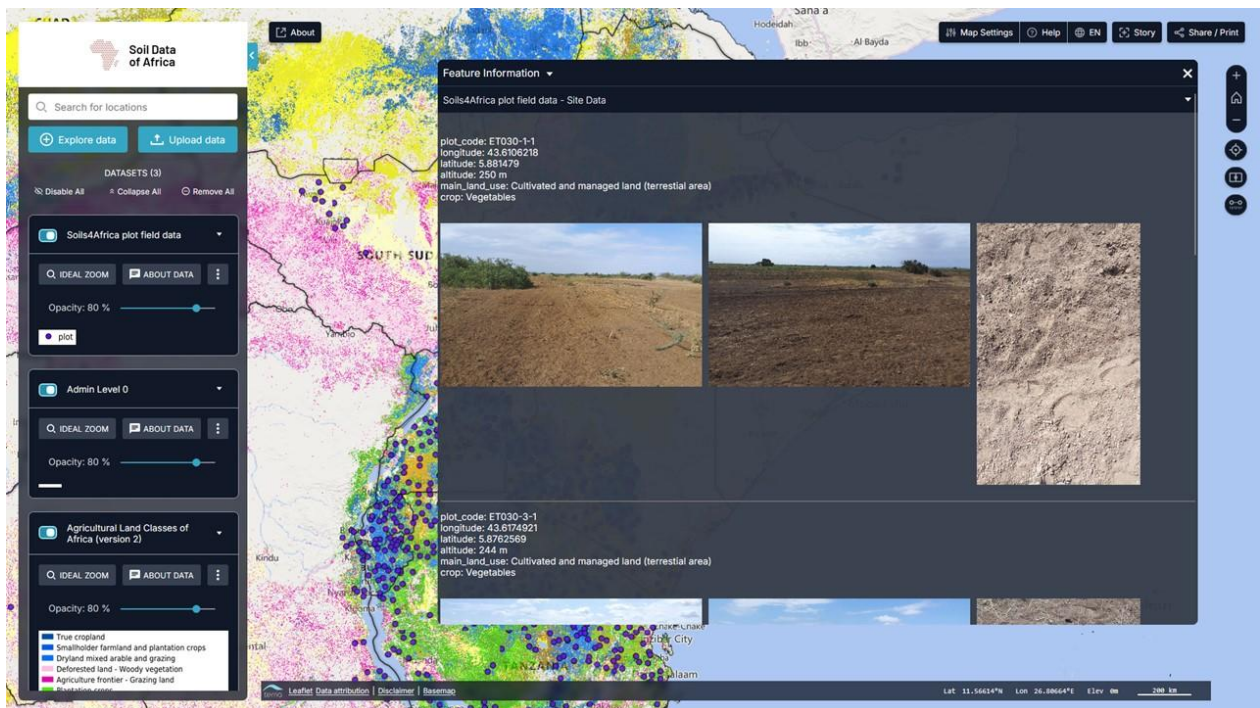 Soil Data
of Africa
Search for locations
Explore data
Upload data
DATASETS (3)
Disable All
Collapse All
Remove All
Soils4Africa plot field data
IDEAL ZOOM
ABOUT DATA
Opacity: 80 %
plot
Admin Level 0
IDEAL ZOOM
ABOUT DATA
Opacity: 80 %
Agricultural Land Classes of
Africa (version 2)
IDEAL ZOOM
ABOUT DATA
Opacity: 80 %
True cropland
Smallholder farmland and plantation crops
Dryland mixed arable and grazing
Deforested land - Woody vegetation
Agriculture frontier - Grazing land
Plantation crops
About
Hodeidah
Ibb
Al Bayda
Map Settings
Help
EN
Story
Share / Print
Feature Information
Soils4Africa plot field data - Site Data
plot_code: ET030-1-1
longitude: 43.6106218
latitude: 5.881479
altitude: 250 m
main_land_use: Cultivated and managed land (terrestial area)
crop: Vegetables
plot_code: ET030-3-1
longitude: 43.6174921
latitude: 5.8762569
altitude: 244 m
main_land_use: Cultivated and managed land (terrestial area)
crop: Vegetables
SOUTH SUD
Yambio
Kindu
TANZANIA
City
Leaflet Data attribution | Disclaimer | Basemap
Lat 11.56614°N Lon 26.80664°E Elev 0m 200 km